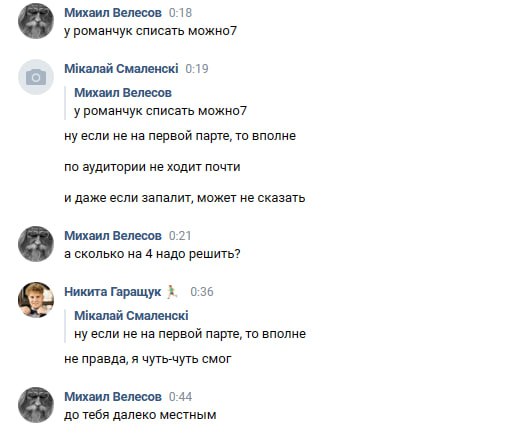 Михаил Велесов 0:18
у романчук списать можно7
Мікалай Смаленскі 0:19
Михаил Велесов
у романчук списать можно7
ну если не на первой парте, то вполне
по аудитории не ходит почти
и даже если запалит, может не сказать
Михаил Велесов 0:21
а сколько на 4 надо решить?
Никита Гаращук 0:36
Мікалай Смаленскі
ну если не на первой парте, то вполне
не правда, я чуть-чуть смог
Михаил Велесов 0:44
до тебя далеко местным